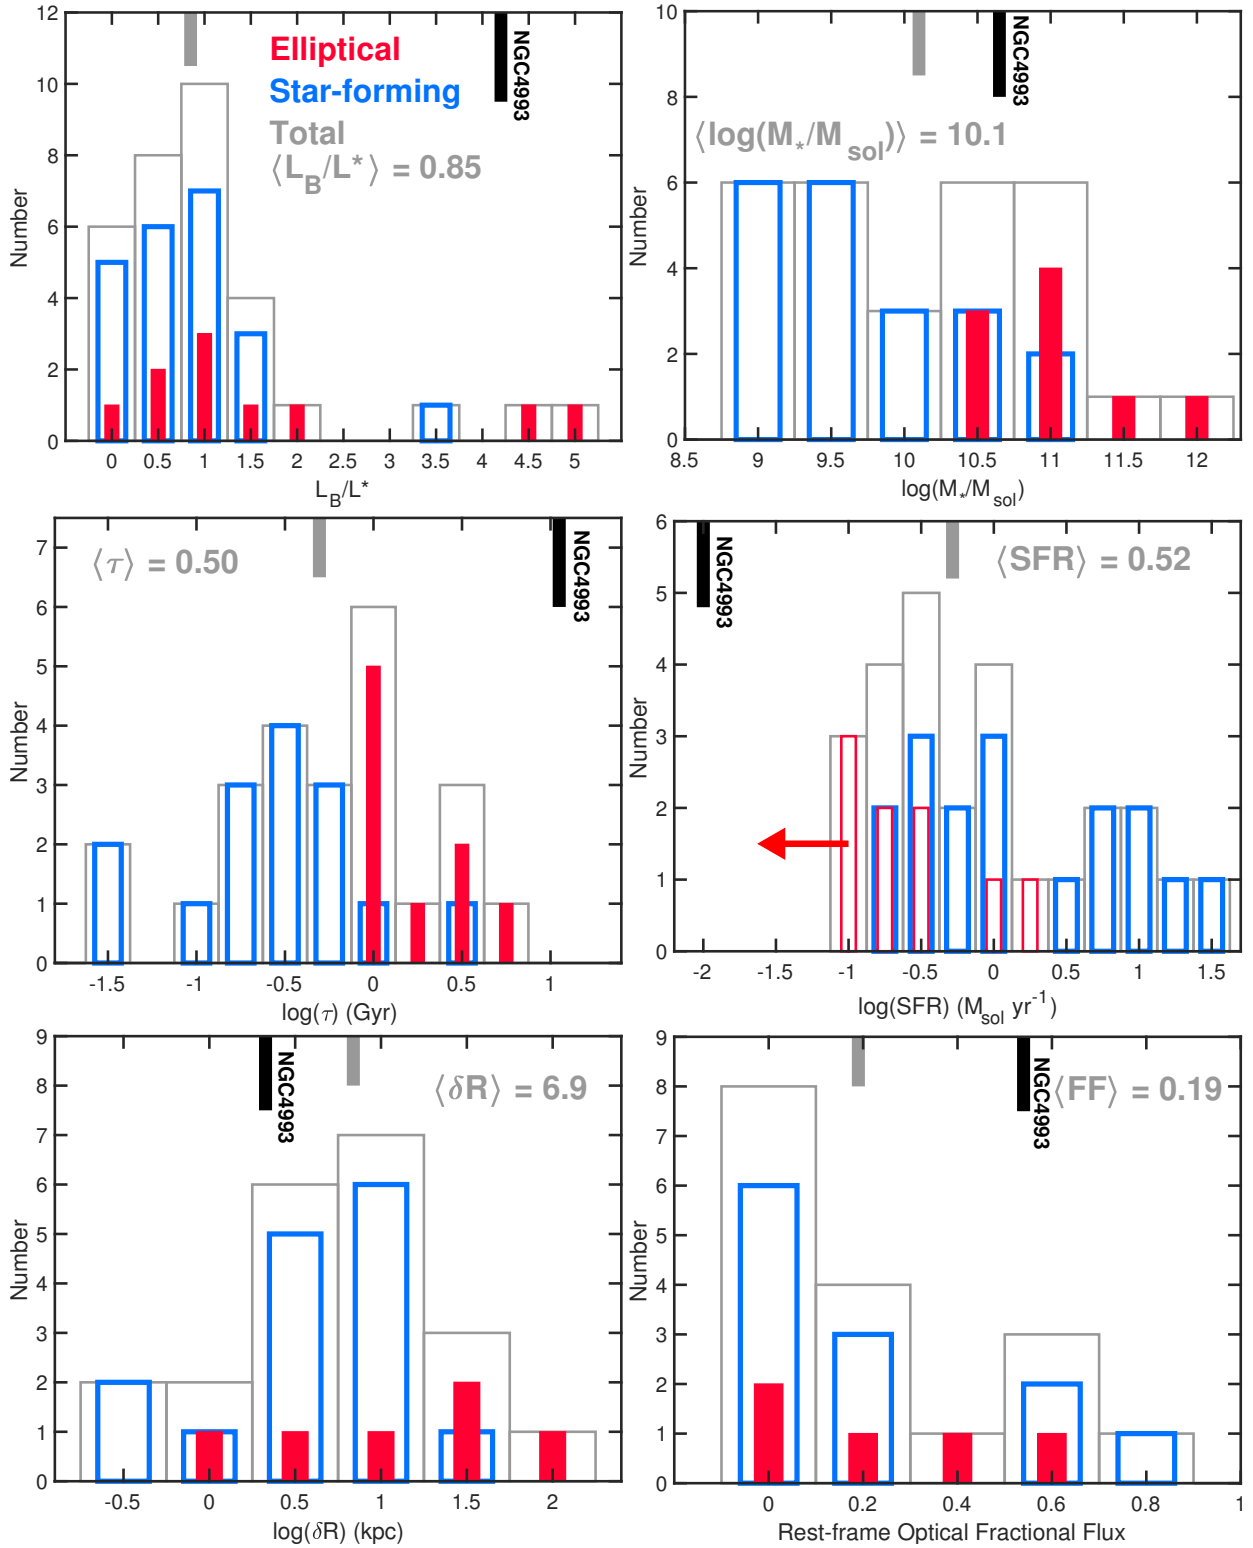 12
10
8
6
4
2
0
Number
Elliptical
Star-forming
Total
⟨L_B/L*⟩ = 0.85
NGC4993
0 0.5 1 1.5 2 2.5 3 3.5 4 4.5 5
L_B/L*
10
8
6
4
2
0
Number
NGC4993
⟨log(M_*/M_sol)⟩ = 10.1
8.5 9 9.5 10 10.5 11 11.5 12
log(M_*/M_sol)
7
6
5
4
3
2
1
0
Number
⟨τ⟩ = 0.50
NGC4993
-1.5 -1 -0.5 0 0.5 1
log(τ) (Gyr)
6
5
4
3
2
1
0
Number
NGC4993
⟨SFR⟩ = 0.52
-2 -1.5 -1 -0.5 0 0.5 1 1.5
log(SFR) (M_sol yr^-1)
9
8
7
6
5
4
3
2
1
0
Number
NGC4993
⟨δR⟩ = 6.9
-0.5 0 0.5 1 1.5 2
log(δR) (kpc)
9
8
7
6
5
4
3
2
1
0
Number
NGC4993
⟨FF⟩ = 0.19
0 0.2 0.4 0.6 0.8 1
Rest-frame Optical Fractional Flux